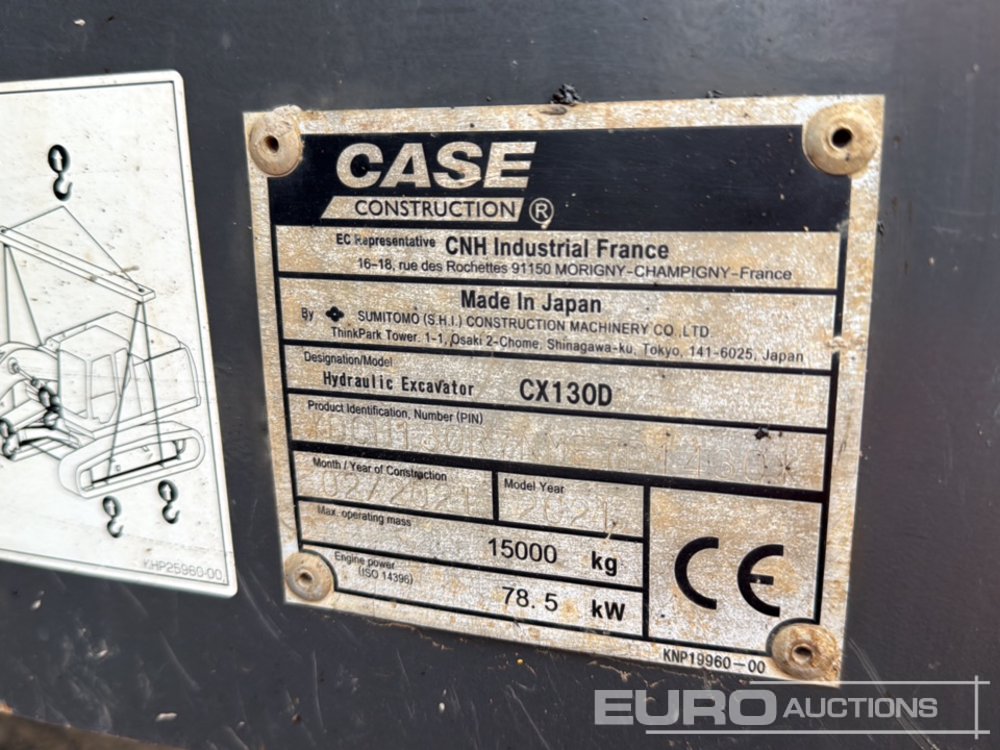 CASE
CONSTRUCTION ®
EC Representative CNH Industrial France
16-18, rue des Rochettes 91150 MORIGNY-CHAMPIGNY-France
Made In Japan
By SUMITOMO (S.H.I.) CONSTRUCTION MACHINERY CO.,LTD.
ThinkPark Tower. 1-1, Osaki 2-Chome, Shinagawa-ku, Tokyo, 141-6025, Japan
Designation/Model
Hydraulic Excavator CX130D
Product Identification, Number (PIN)
Month / Year of Construction
02/2021
Model Year
2021
Max. operating mass
15000 kg
Engine power
(ISO 14396)
78.5 kW
CE
KNP19960-00
KHP25960-00
EURO AUCTIONS